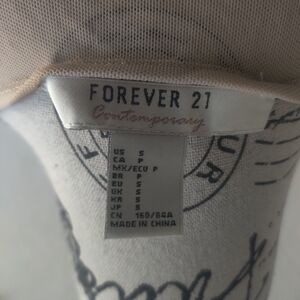 FOREVER 21
Contemporary
US S
CA P
MX/ECU P
BR P
EU S
UK S
KR S
JP S
CN 160/84A
MADE IN CHINA